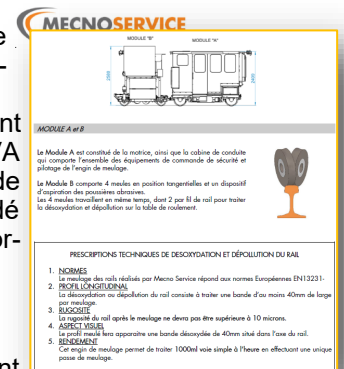 MECNOSERVICE
MODULE "B" MODULE "A"
MODULE A et B
Le Module A est constitué de la motrice, ainsi que la cabine de conduite
qui comporte l'ensemble des équipements de commande de sécurité et
pilotage de l'engin de meulage.
Le Module B comporte 4 meules en position tangentielles et un dispositif
d'aspiration des poussières abrasives.
Les 4 meules travaillent en même temps, dont 2 par fil de rail pour traiter
la désoxydation et dépollution sur la table de roulement.
PRESCRIPTIONS TECHNIQUES DE DESOXYDATION ET DÉPOLLUTION DU RAIL
1. NORMES
Le meulage des rails réalisés par Mecno Service répond aux normes Européennes EN13231-
2. PROFIL LONGITUDINAL
La désoxydation ou dépollution du rail consiste à traiter une bande d'au moins 40mm de large
par meulage.
3. RUGOSITÉ
La rugosité du rail après le meulage ne devra pas être supérieure à 10 microns.
4. ASPECT VISUEL
Le profil meulé fera apparaitre une bande désoxydée de 40mm situé dans l'axe du rail.
5. RENDEMENT
Cet engin de meulage permet de traiter 1000ml voie simple à l'heure en effectuant une unique
passe de meulage.
e
-
nt
/A
de
dé
or-
nt